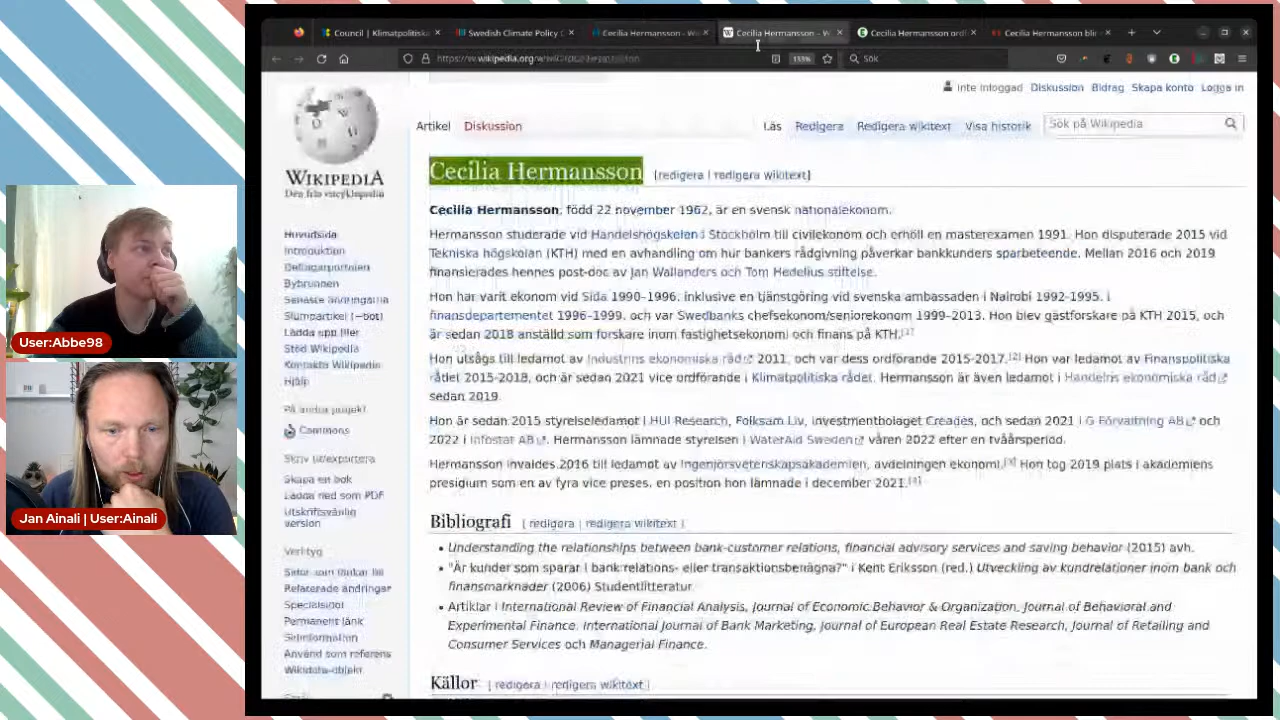 Council | Klimatpolitiska
Swedish Climate Policy C
Cecilia Hermansson - W
Cecilia Hermansson - W
Cecilia Hermansson ordf
Cecilia Hermansson blir
133%
Sök
inte inloggad Diskussion Bidrag Skapa konto Logga in
Artikel Diskussion
Läs Redigera Redigera wikitext Visa historik
Sök på Wikipedia
WIKIPEDIA
Den fria encyklopedin
Cecilia Hermansson [redigera | redigera wikitext]
Cecilia Hermansson, född 22 november 1962, är en svensk nationalekonom.
Hermansson studerade vid Handelshögskolan i Stockholm till civilekonom och erhöll en masterexamen 1991. Hon disputerade 2015 vid
Tekniska högskolan (KTH) med en avhandling om hur bankers rådgivning påverkar bankkunders sparbeteende. Mellan 2016 och 2019
finansierades hennes post-doc av Jan Wallanders och Tom Hedelius stiftelse.
Hon har varit ekonom vid Sida 1990–1996, inklusive en tjänstgöring vid svenska ambassaden i Nairobi 1992-1995, i
finansdepartementet 1996–1999, och var Swedbanks chefsekonom/seniorekonom 1999–2013. Hon blev gästforskare på KTH 2015, och
är sedan 2018 anställd som forskare inom fastighetsekonomi och finans på KTH.[1]
Hon utsågs till ledamot av Industrins ekonomiska råd 2011, och var dess ordförande 2015-2017.[2] Hon var ledamot av Finanspolitiska
rådet 2015-2018, och är sedan 2021 vice ordförande i Klimatpolitiska rådet. Hermansson är även ledamot i Handelns ekonomiska råd
sedan 2019.
Hon är sedan 2015 styrelseledamot i HUI Research, Folksam Liv, investmentbolaget Creades, och sedan 2021 i G Förvaltning AB och
2022 i Infostat AB. Hermansson lämnade styrelsen i WaterAid Sweden våren 2022 efter en tvåårsperiod.
Hermansson invaldes 2016 till ledamot av Ingenjörsvetenskapsakademien, avdelningen ekonomi.[3] Hon tog 2019 plats i akademiens
presidium som en av fyra vice preses, en position hon lämnade i december 2021.[4]
Bibliografi [ redigera | redigera wikitext ]
• Understanding the relationships between bank-customer relations, financial advisory services and saving behavior (2015) avh.
• "Är kunder som sparar i bank relations- eller transaktionsbenägna?" i Kent Eriksson (red.) Utveckling av kundrelationer inom bank och
finansmarknader (2006) Studentlitteratur
• Artiklar i International Review of Financial Analysis, Journal of Economic Behavior & Organization, Journal of Behavioral and
Experimental Finance, International Journal of Bank Marketing, Journal of European Real Estate Research, Journal of Retailing and
Consumer Services och Managerial Finance.
Källor [ redigera | redigera wikitext ]
Huvudsida
Introduktion
Deltagarportalen
Bybrunnen
Senaste ändringarna
Slumpartikel (−bot)
Ladda upp filer
Stöd Wikipedia
Kontakta Wikipedia
Hjälp
På andra projekt
Commons
Skriv ut/exportera
Skapa en bok
Ladda ned som PDF
Utskriftsvänlig
version
Verktyg
Sidor som länkar hit
Relaterade ändringar
Specialsidor
Permanent länk
Sidinformation
Använd som referens
Wikidata-objekt
User:Abbe98
Jan Ainali | User:Ainali